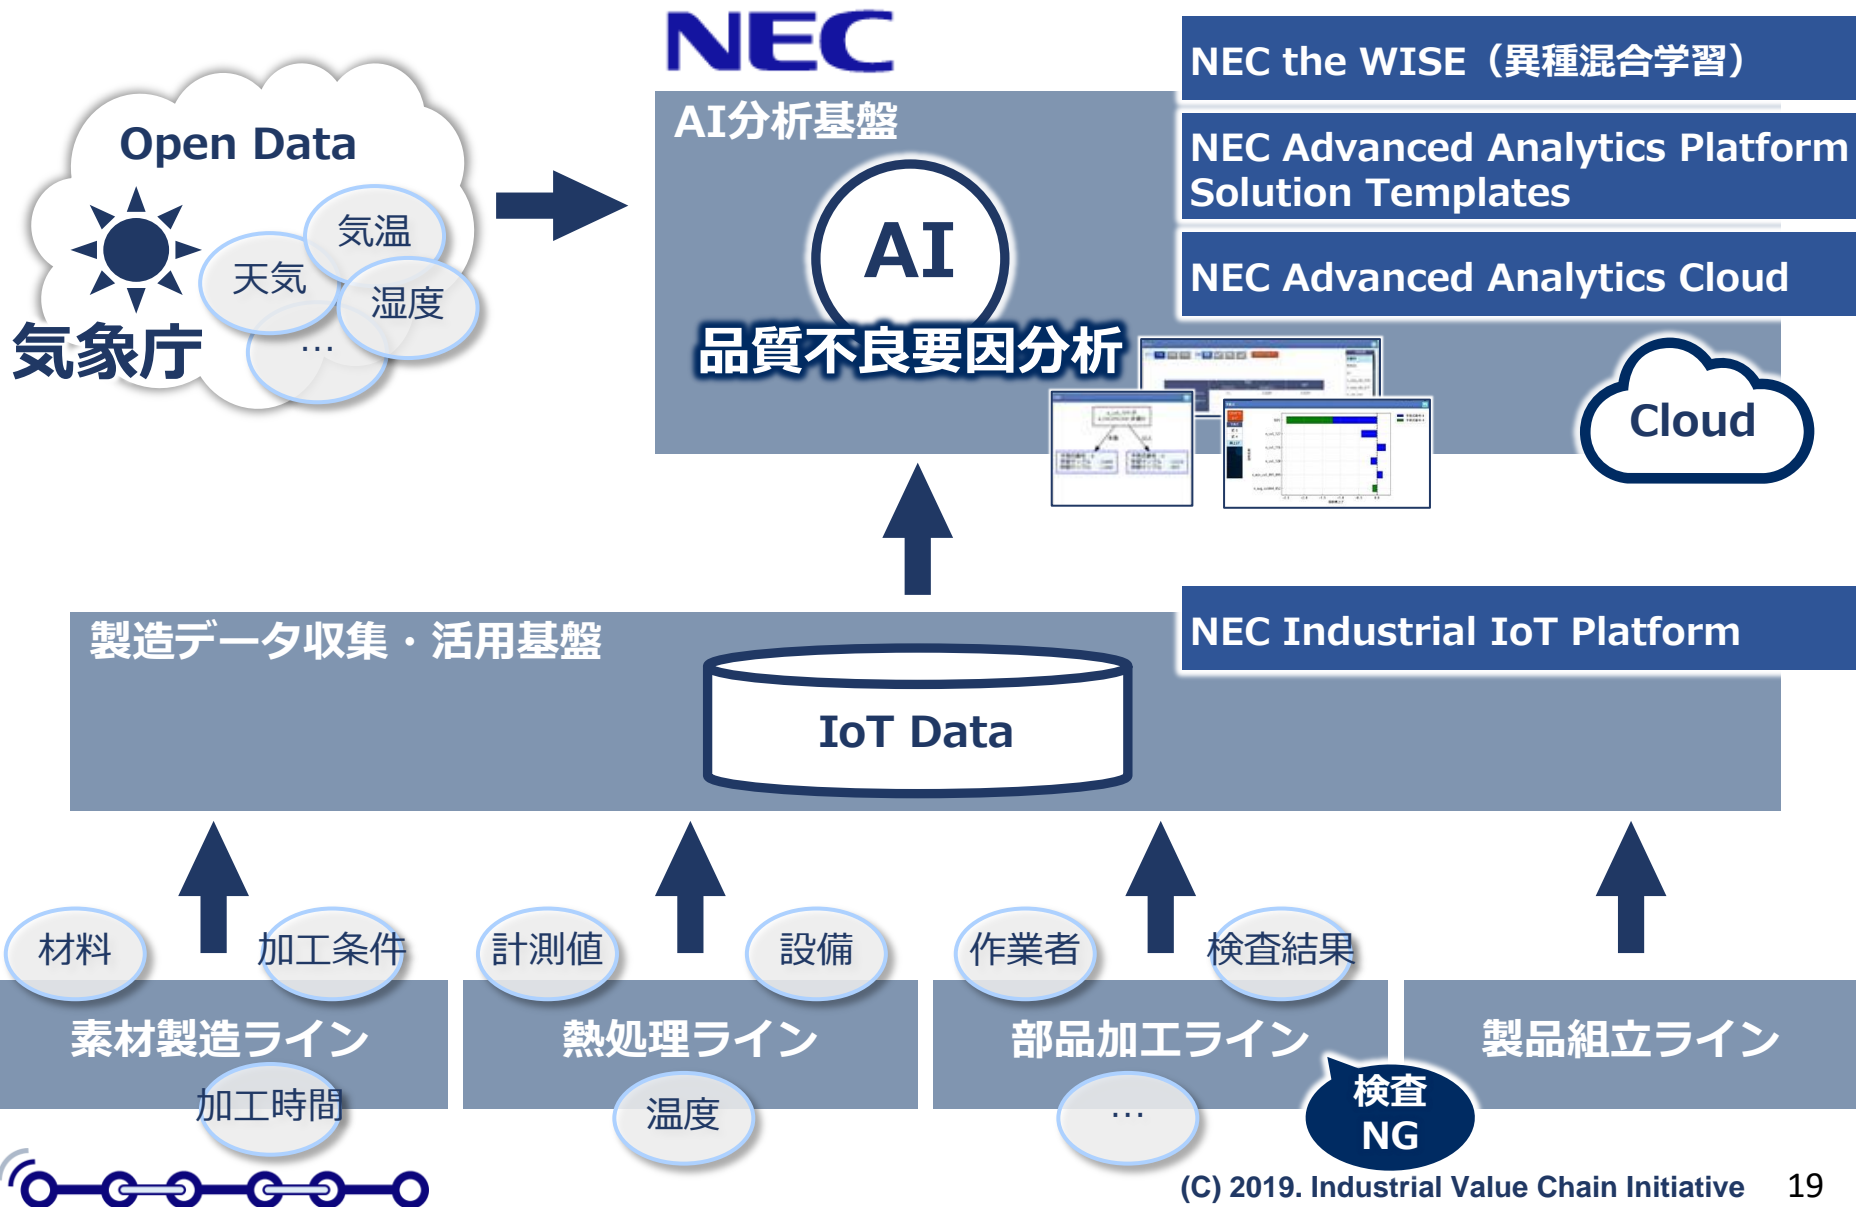 NEC
NEC the WISE（異種混合学習）
AI分析基盤
NEC Advanced Analytics Platform
Solution Templates
NEC Advanced Analytics Cloud
Open Data
気温
天気
湿度
…
気象庁
AI
品質不良要因分析
Cloud
製造データ収集・活用基盤
NEC Industrial IoT Platform
IoT Data
材料
加工条件
計測値
設備
作業者
検査結果
素材製造ライン
熱処理ライン
部品加工ライン
製品組立ライン
加工時間
温度
…
検査
NG
(C) 2019. Industrial Value Chain Initiative
19